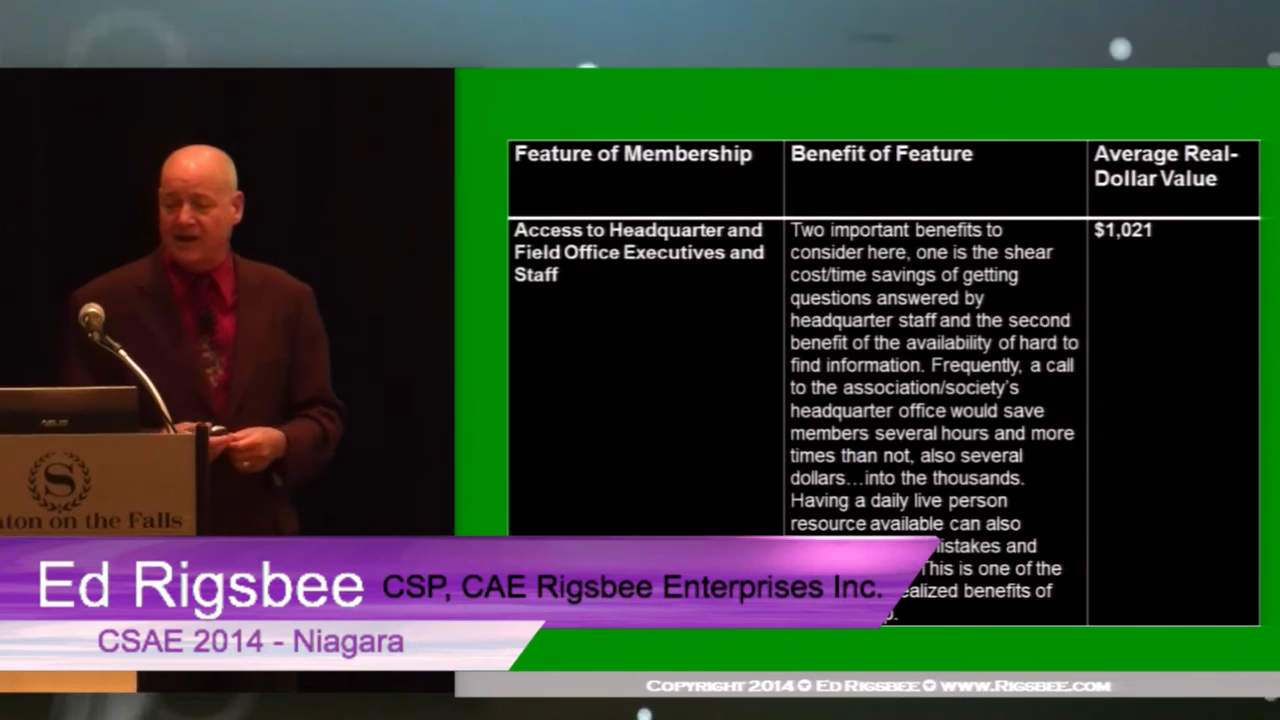 Feature of Membership
Benefit of Feature
Average Real-
Dollar Value
Access to Headquarter and
Field Office Executives and
Staff
Two important benefits to
consider here, one is the shear
cost/time savings of getting
questions answered by
headquarter staff and the second
benefit of the availability of hard to
find information. Frequently, a call
to the association/society's
headquarter office would save
members several hours and more
times than not, also several
dollars…into the thousands.
Having a daily live person
resource available can also
istakes and
This is one of the
ealized benefits of
p.
$1,021
ASUS
S
aton on the Falls
Ed Rigsbee CSP, CAE Rigsbee Enterprises Inc.
CSAE 2014 - Niagara
Copyright 2014 ✪ Ed Rigsbee ✪ www.Rigsbee.com